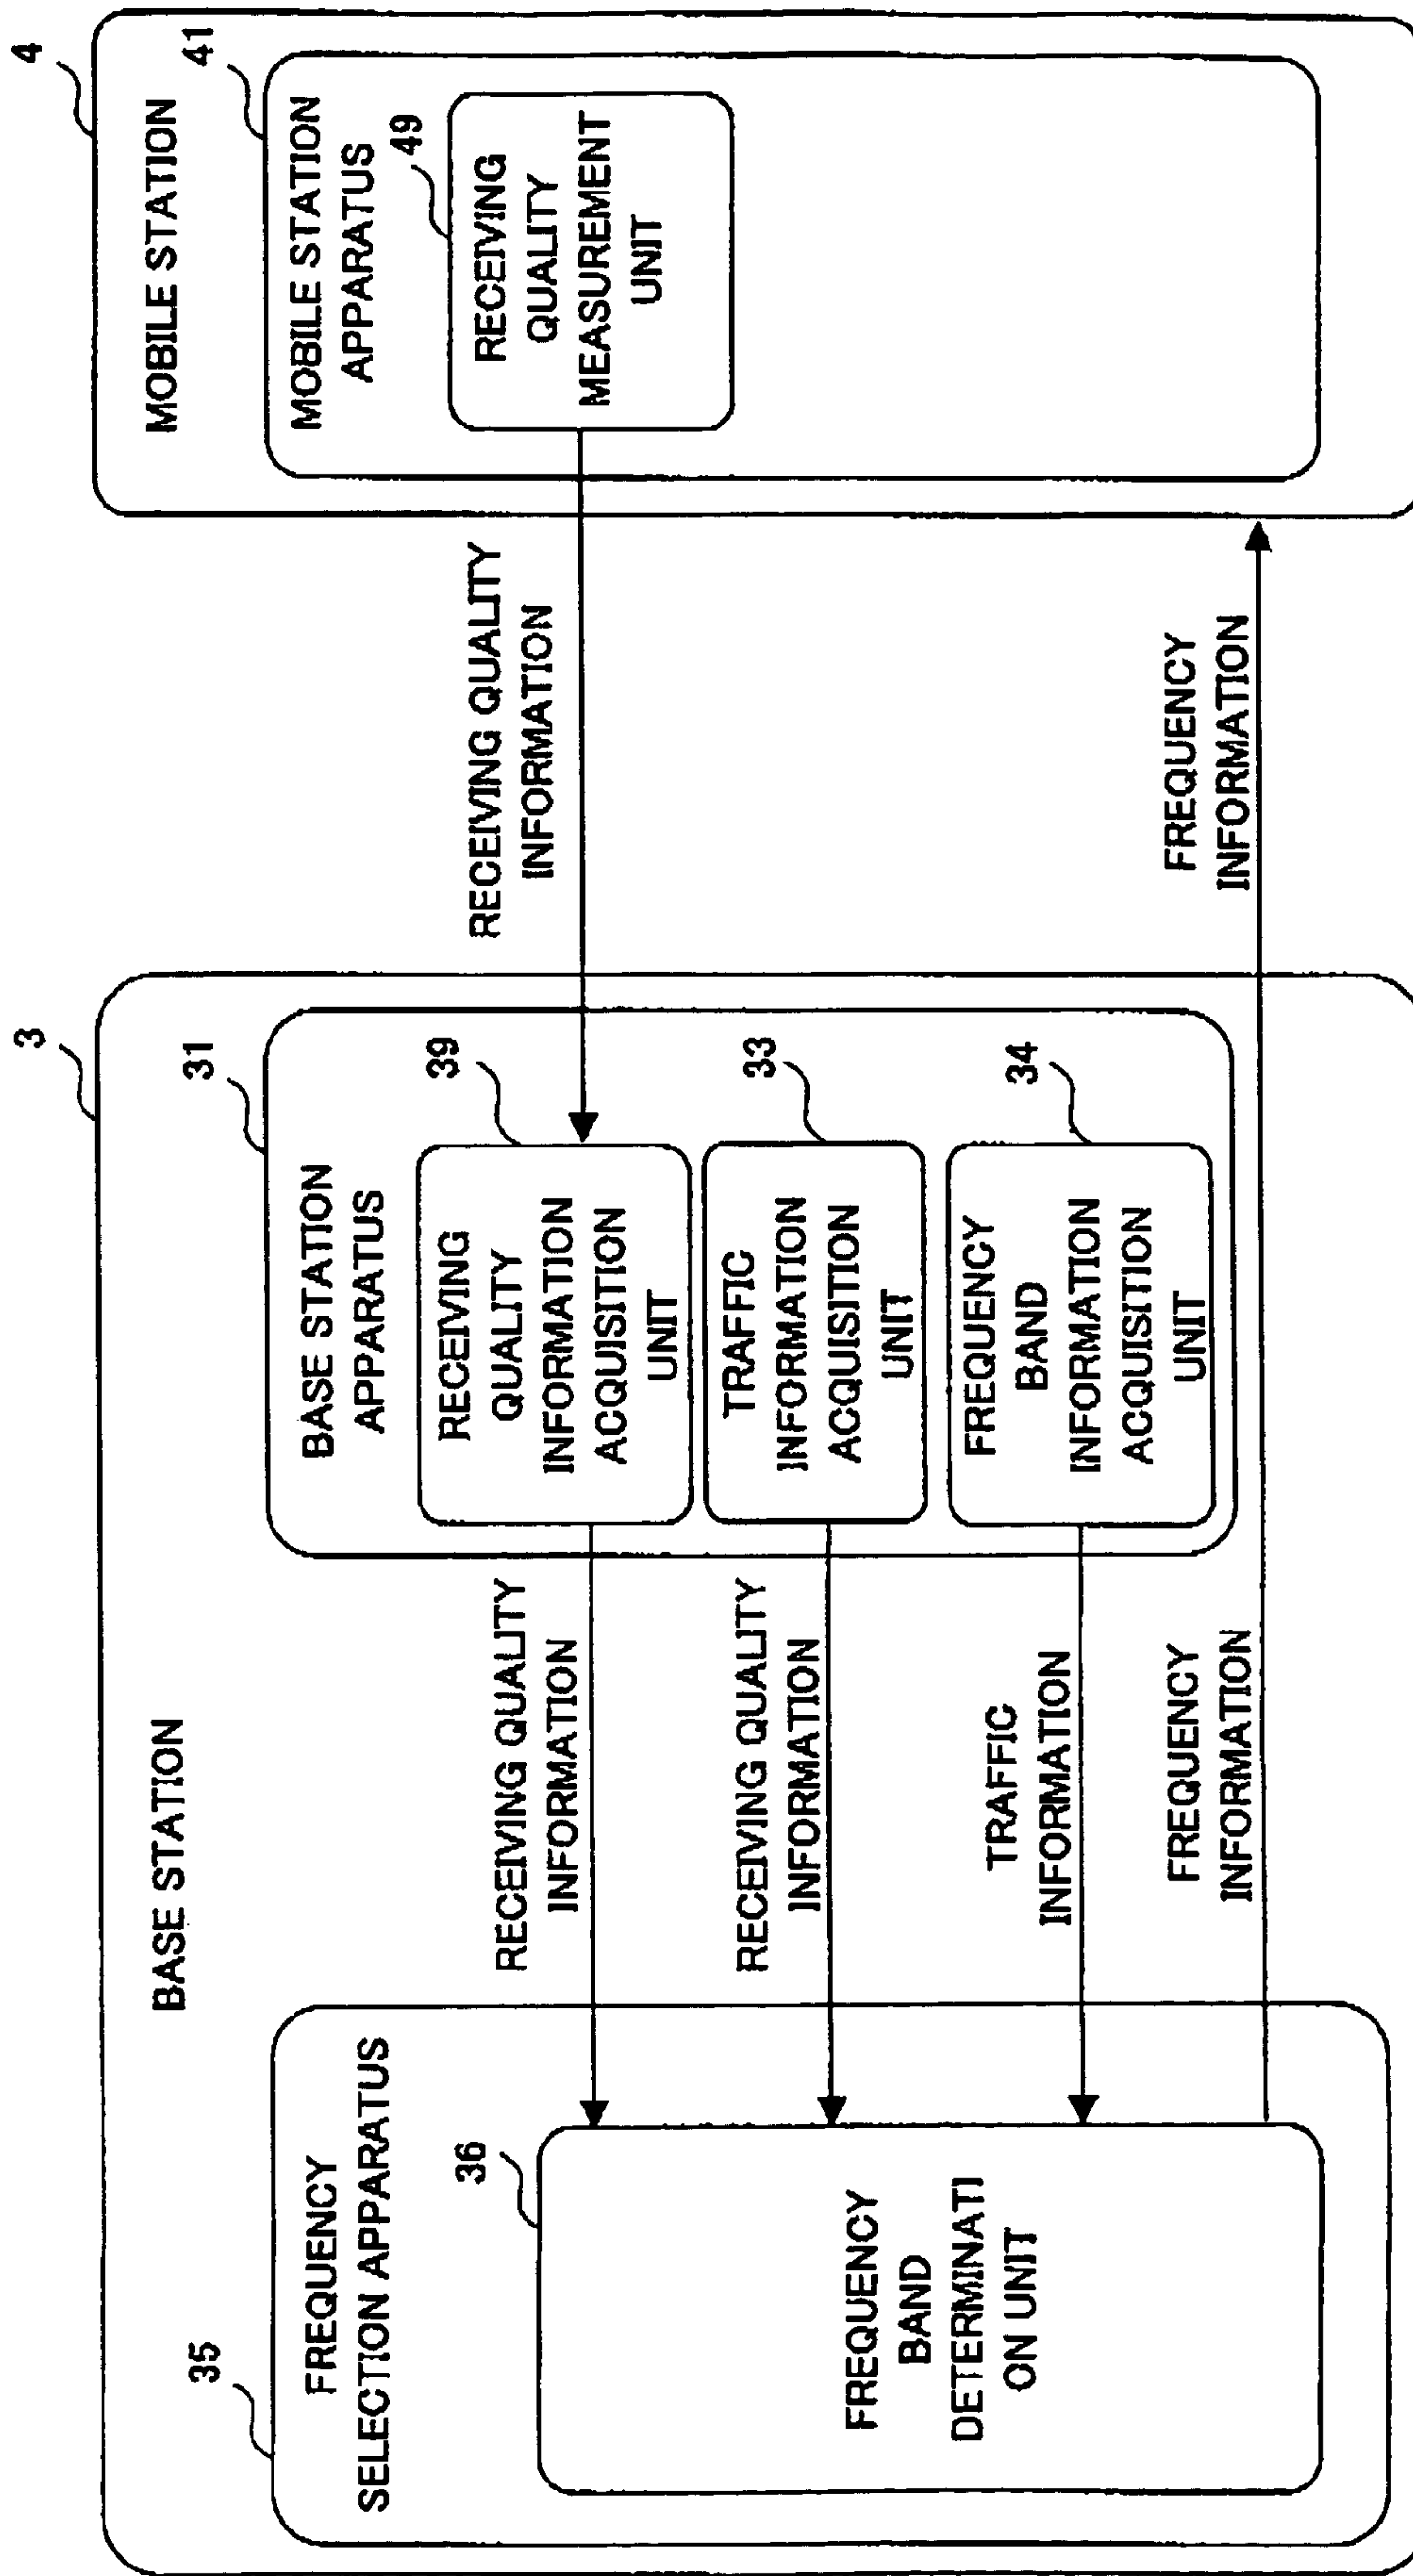 BASE STATION
3
FREQUENCY
SELECTION APPARATUS
35
36
FREQUENCY
BAND
DETERMINATI
ON UNIT
RECEIVING QUALITY
INFORMATION
RECEIVING QUALITY
INFORMATION
TRAFFIC
INFORMATION
FREQUENCY
INFORMATION
BASE STATION
APPARATUS
31
RECEIVING
QUALITY
INFORMATION
ACQUISITION
UNIT
39
TRAFFIC
INFORMATION
ACQUISITION
UNIT
33
FREQUENCY
BAND
INFORMATION
ACQUISITION
UNIT
34
RECEIVING QUALITY
INFORMATION
FREQUENCY
INFORMATION
MOBILE STATION
4
MOBILE STATION
APPARATUS
41
RECEIVING
QUALITY
MEASUREMENT
UNIT
49